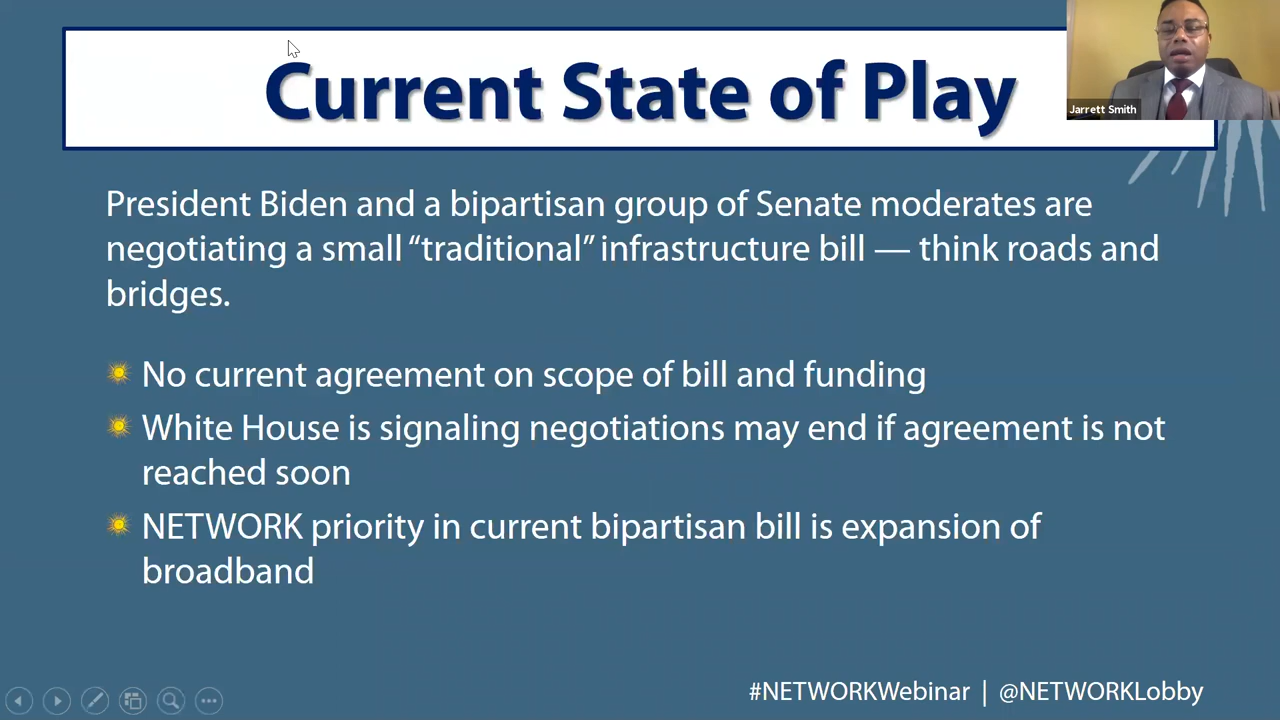 Current State of Play
Jarrett Smith
President Biden and a bipartisan group of Senate moderates are
negotiating a small “traditional” infrastructure bill — think roads and
bridges.
No current agreement on scope of bill and funding
White House is signaling negotiations may end if agreement is not
reached soon
NETWORK priority in current bipartisan bill is expansion of
broadband
#NETWORKWebinar | @NETWORKLobby